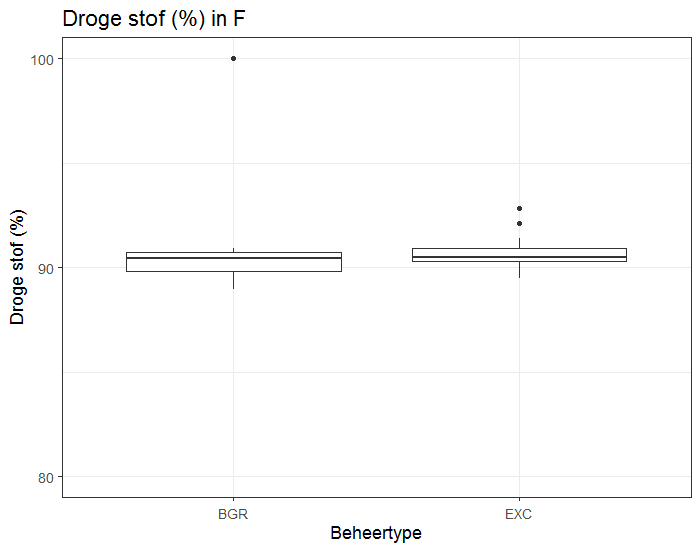 Droge stof (%) in F
100
90
80
Droge stof (%)
BGR
EXC
Beheertype